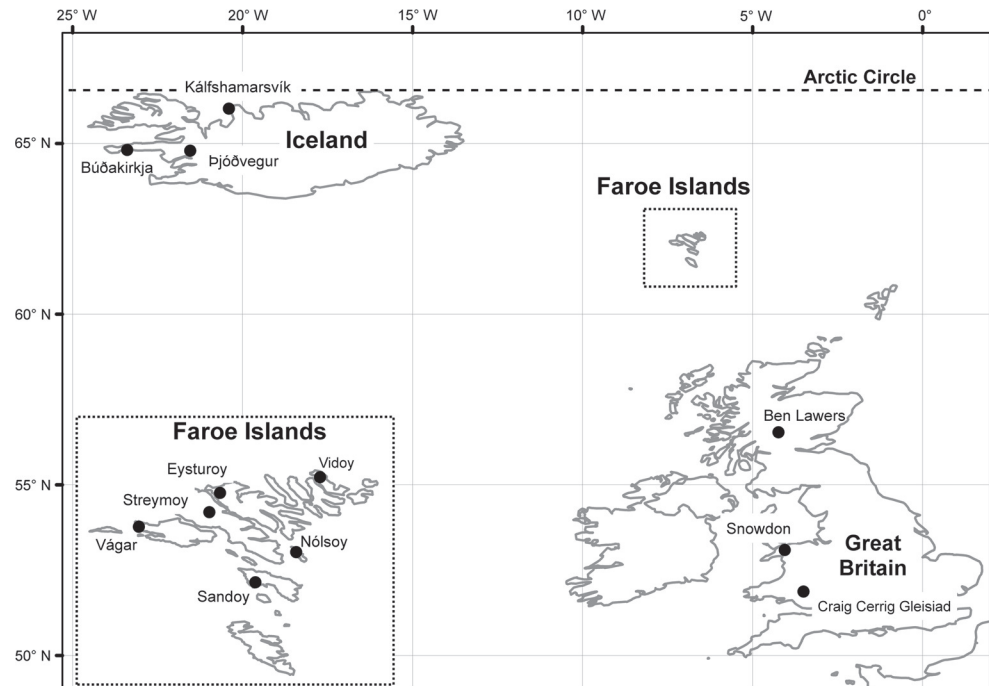 25° W
20° W
15° W
10° W
5° W
0°
Arctic Circle
Kálfshamarsvík
Iceland
65° N
Búðakirkja
Þjóðvegur
Faroe Islands
60° N
Ben Lawers
Faroe Islands
Vidoy
Eysturoy
55° N
Streymoy
Snowdon
Nólsoy
Great
Britain
Vágar
Sandoy
Craig Cerrig Gleisiad
50° N